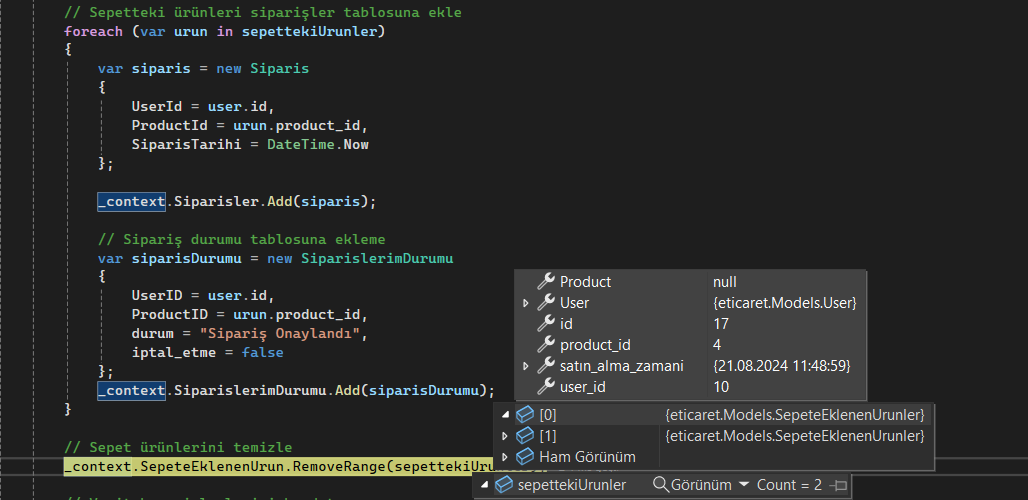 // Sepetteki ürünleri siparişler tablosuna ekle
foreach (var urun in sepettekiUrunler)
{
var siparis = new Siparis
{
UserId = user.id,
ProductId = urun.product_id,
SiparisTarihi = DateTime.Now
};
_context.Siparisler.Add(siparis);
// Sipariş durumu tablosuna ekleme
var siparisDurumu = new SiparislerimDurumu
{
UserID = user.id,
ProductID = urun.product_id,
durum = "Sipariş Onaylandı",
iptal_etme = false
};
_context.SiparislerimDurumu.Add(siparisDurumu);
}
// Sepet ürünlerini temizle
_context.SepeteEklenenUrun.RemoveRange(sepettekiUr
Product null
User {eticaret.Models.User}
id 17
product_id 4
satın_alma_zamani {21.08.2024 11:48:59}
user_id 10
[0] {eticaret.Models.SepeteEklenenUrunler}
[1] {eticaret.Models.SepeteEklenenUrunler}
Ham Görünüm
sepettekiUrunler Görünüm Count = 2